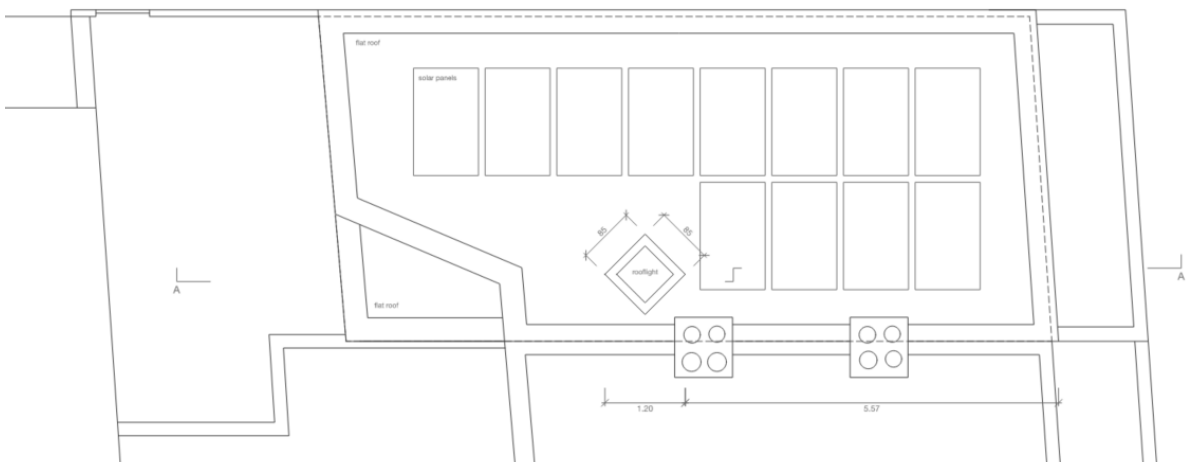 flat roof
solar panels
85
85
rooflight
A
A
flat roof
1.20
5.57